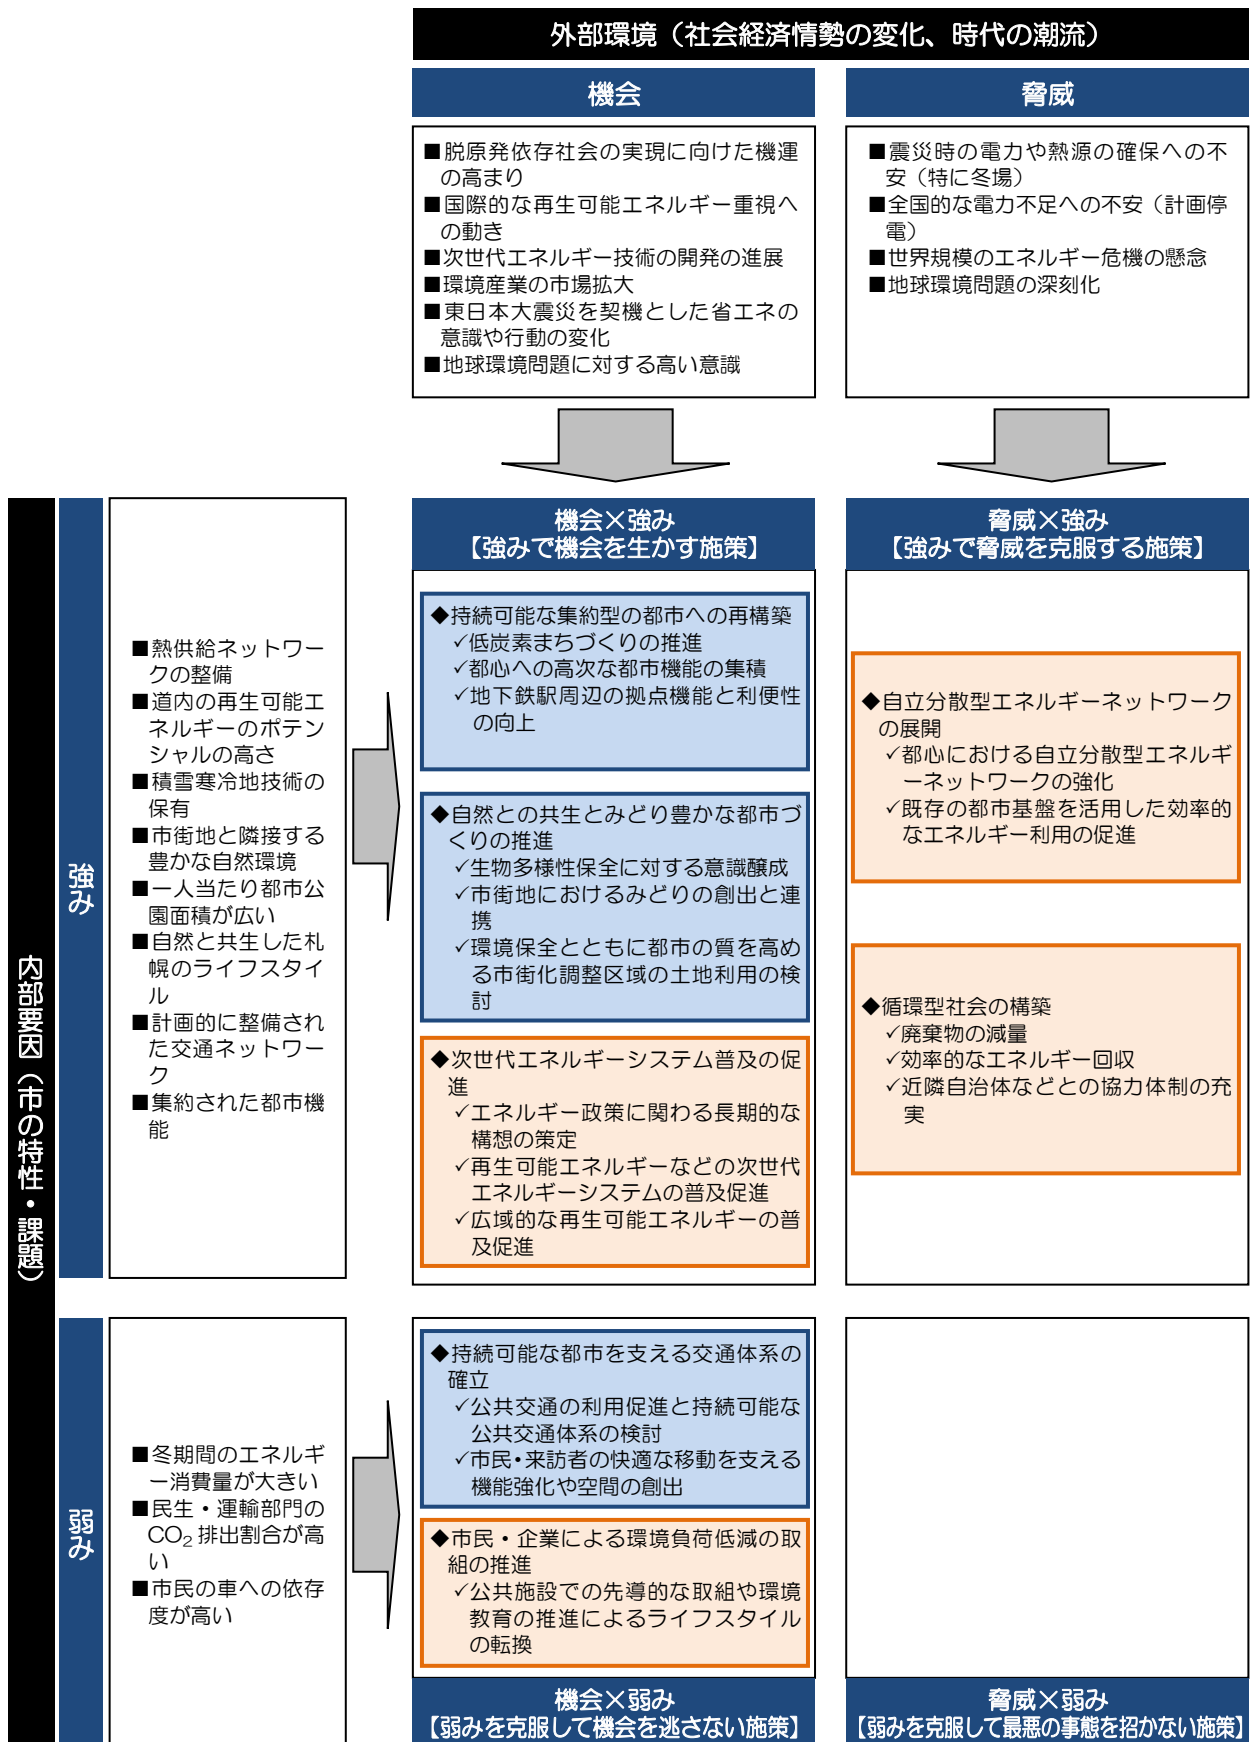 外部環境（社会経済情勢の変化、時代の潮流）
機会
■脱原発依存社会の実現に向けた機運
の高まり
■国際的な再生可能エネルギー重視へ
の動き
■次世代エネルギー技術の開発の進展
■環境産業の市場拡大
■東日本大震災を契機とした省エネの
意識や行動の変化
■地球環境問題に対する高い意識
脅威
■震災時の電力や熱源の確保への不
安（特に冬場）
■全国的な電力不足への不安（計画停
電）
■世界規模のエネルギー危機の懸念
■地球環境問題の深刻化
内部要因（市の特性・課題）
強み
■熱供給ネットワー
クの整備
■道内の再生可能エ
ネルギーのポテン
シャルの高さ
■積雪寒冷地技術の
保有
■市街地と隣接する
豊かな自然環境
■一人当たり都市公
園面積が広い
■自然と共生した札
幌のライフスタイ
ル
■計画的に整備され
た交通ネットワー
ク
■集約された都市機
能
機会×強み
【強みで機会を生かす施策】
◆持続可能な集約型の都市への再構築
✓低炭素まちづくりの推進
✓都心への高次な都市機能の集積
✓地下鉄駅周辺の拠点機能と利便性
の向上
◆自然との共生とみどり豊かな都市づ
くりの推進
✓生物多様性保全に対する意識醸成
✓市街地におけるみどりの創出と連
携
✓環境保全とともに都市の質を高め
る市街化調整区域の土地利用の検
討
◆次世代エネルギーシステム普及の促
進
✓エネルギー政策に関わる長期的な
構想の策定
✓再生可能エネルギーなどの次世代
エネルギーシステムの普及促進
✓広域的な再生可能エネルギーの普
及促進
脅威×強み
【強みで脅威を克服する施策】
◆自立分散型エネルギーネットワーク
の展開
✓都心における自立分散型エネルギ
ーネットワークの強化
✓既存の都市基盤を活用した効率的
なエネルギー利用の促進
◆循環型社会の構築
✓廃棄物の減量
✓効率的なエネルギー回収
✓近隣自治体などとの協力体制の充
実
弱み
■冬期間のエネルギ
ー消費量が大きい
■民生・運輸部門の
CO₂排出割合が高
い
■市民の車への依存
度が高い
◆持続可能な都市を支える交通体系の
確立
✓公共交通の利用促進と持続可能な
公共交通体系の検討
✓市民・来訪者の快適な移動を支える
機能強化や空間の創出
◆市民・企業による環境負荷低減の取
組の推進
✓公共施設での先導的な取組や環境
教育の推進によるライフスタイル
の転換
機会×弱み
【弱みを克服して機会を逃さない施策】
脅威×弱み
【弱みを克服して最悪の事態を招かない施策】